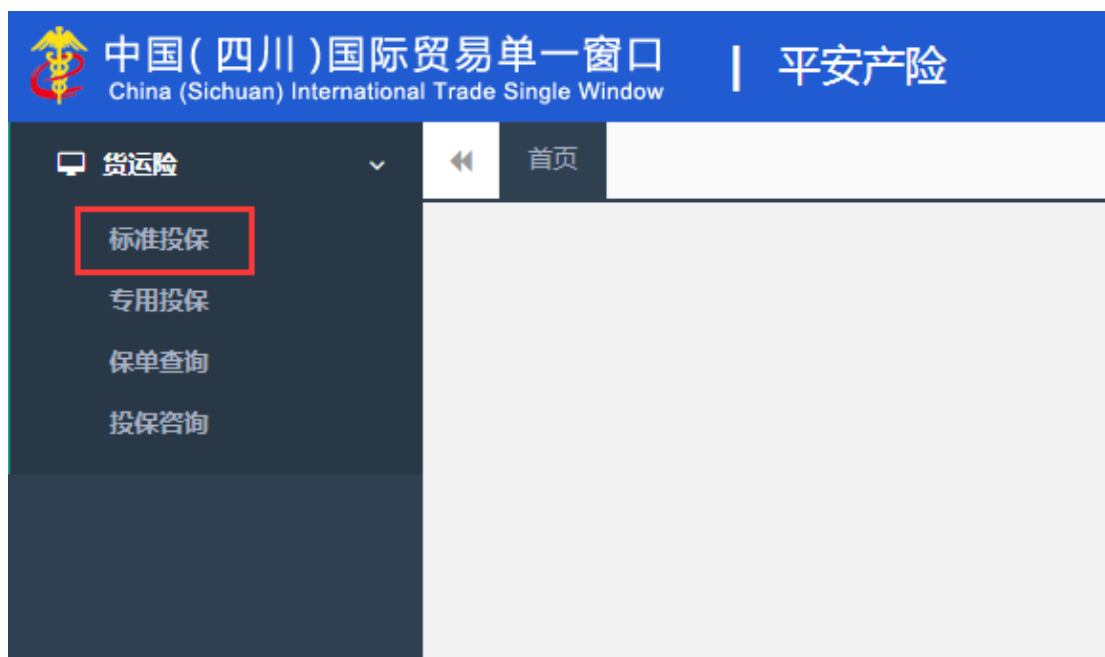 中国(四川)国际贸易单一窗口 | 平安产险
China (Sichuan) International Trade Single Window
货运险
首页
标准投保
专用投保
保单查询
投保咨询